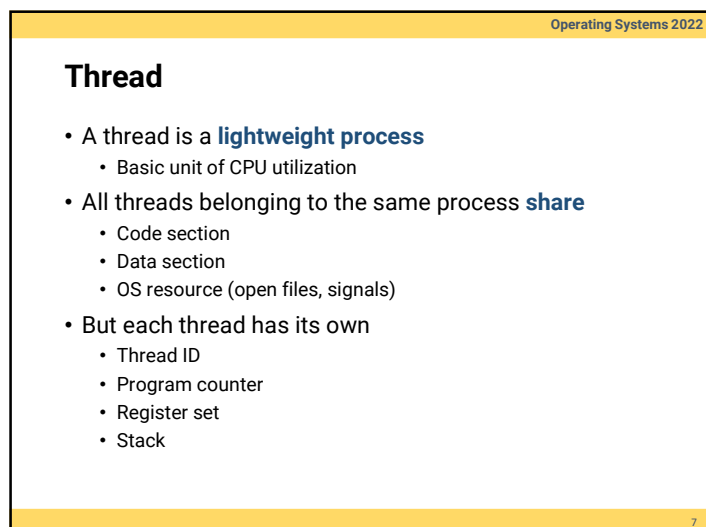 Operating Systems 2022
Thread
• A thread is a lightweight process
• Basic unit of CPU utilization
• All threads belonging to the same process share
• Code section
• Data section
• OS resource (open files, signals)
• But each thread has its own
• Thread ID
• Program counter
• Register set
• Stack
7